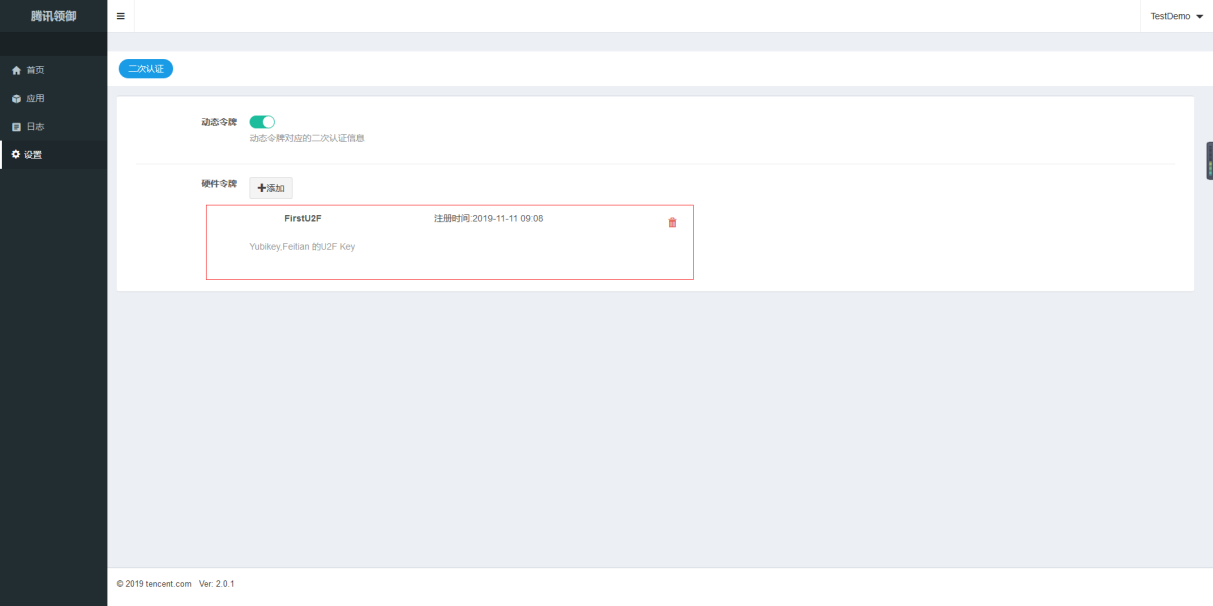 腾讯领御
TestDemo
首页
应用
日志
设置
二次认证
动态令牌
动态令牌对应的二次认证信息
硬件令牌
添加
FirstU2F 注册时间:2019-11-11 09:08
Yubikey,Feitian 的U2F Key
© 2019 tencent.com Ver: 2.0.1